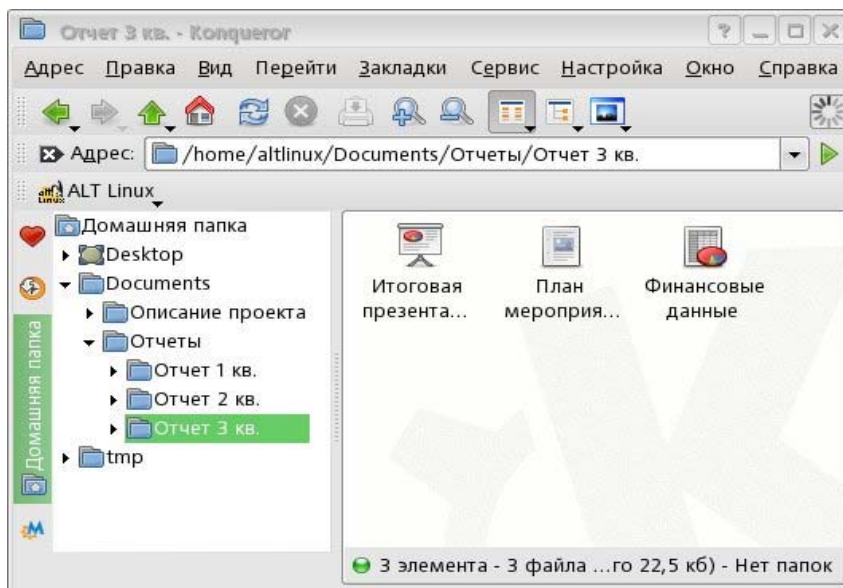 Отчет 3 кв. - Konqueror
Адрес Правка Вид Перейти Закладки Сервис Настройка Окно Справка
Адрес: /home/altlinux/Documents/Отчеты/Отчет 3 кв.
ALT Linux
Домашняя папка
Домашняя папка
Desktop
Documents
Описание проекта
Отчеты
Отчет 1 кв.
Отчет 2 кв.
Отчет 3 кв.
tmp
Итоговая
презента...
План
мероприя...
Финансовые
данные
3 элемента - 3 файла ...го 22,5 кб) - Нет папок